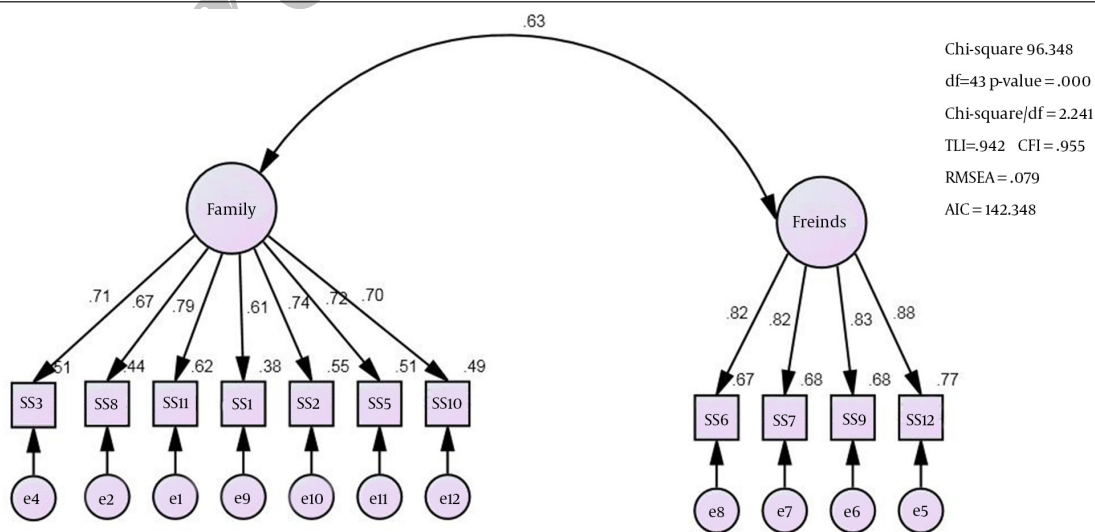 .63
Chi-square 96.348
df=43 p-value = .000
Chi-square/df = 2.241
TLI=.942 CFI = .955
RMSEA = .079
AIC = 142.348
Family
Freinds
.71 .67 .79 .61 .74 .72 .70
.82 .82 .83 .88
.51 .44 .62 .38 .55 .51 .49
.67 .68 .68 .77
SS3 SS8 SS11 SS1 SS2 SS5 SS10
SS6 SS7 SS9 SS12
e4 e2 e1 e9 e10 e11 e12
e8 e7 e6 e5